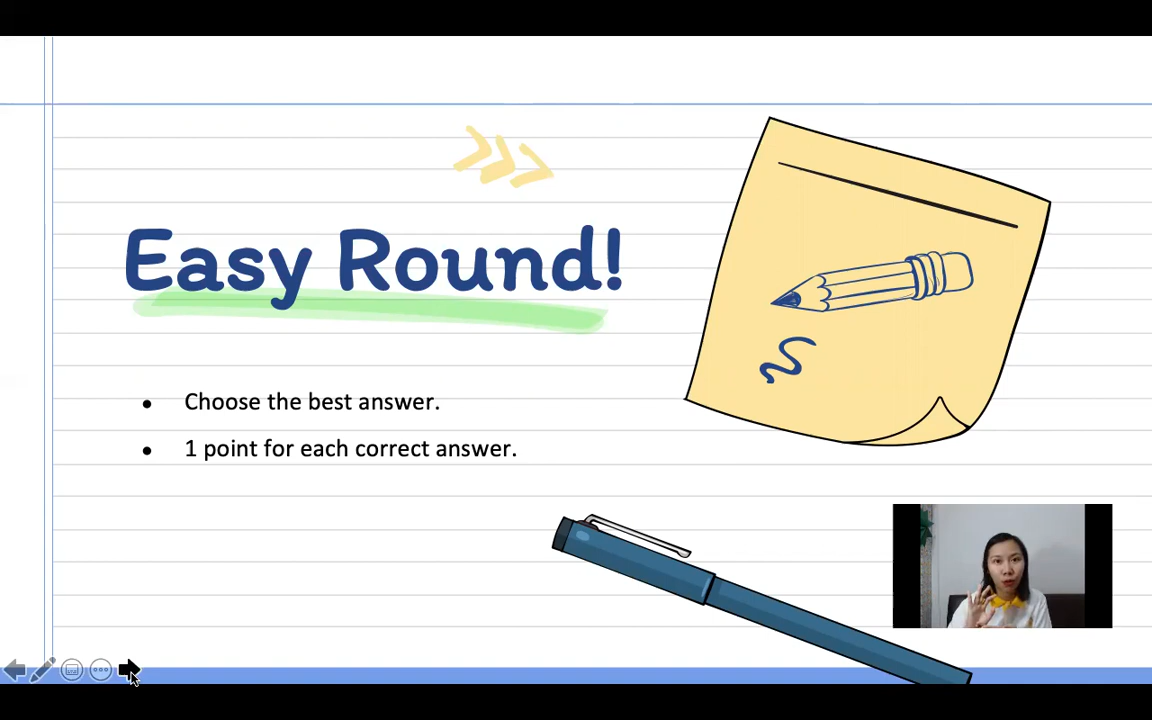 Easy Round!
Choose the best answer.
1 point for each correct answer.